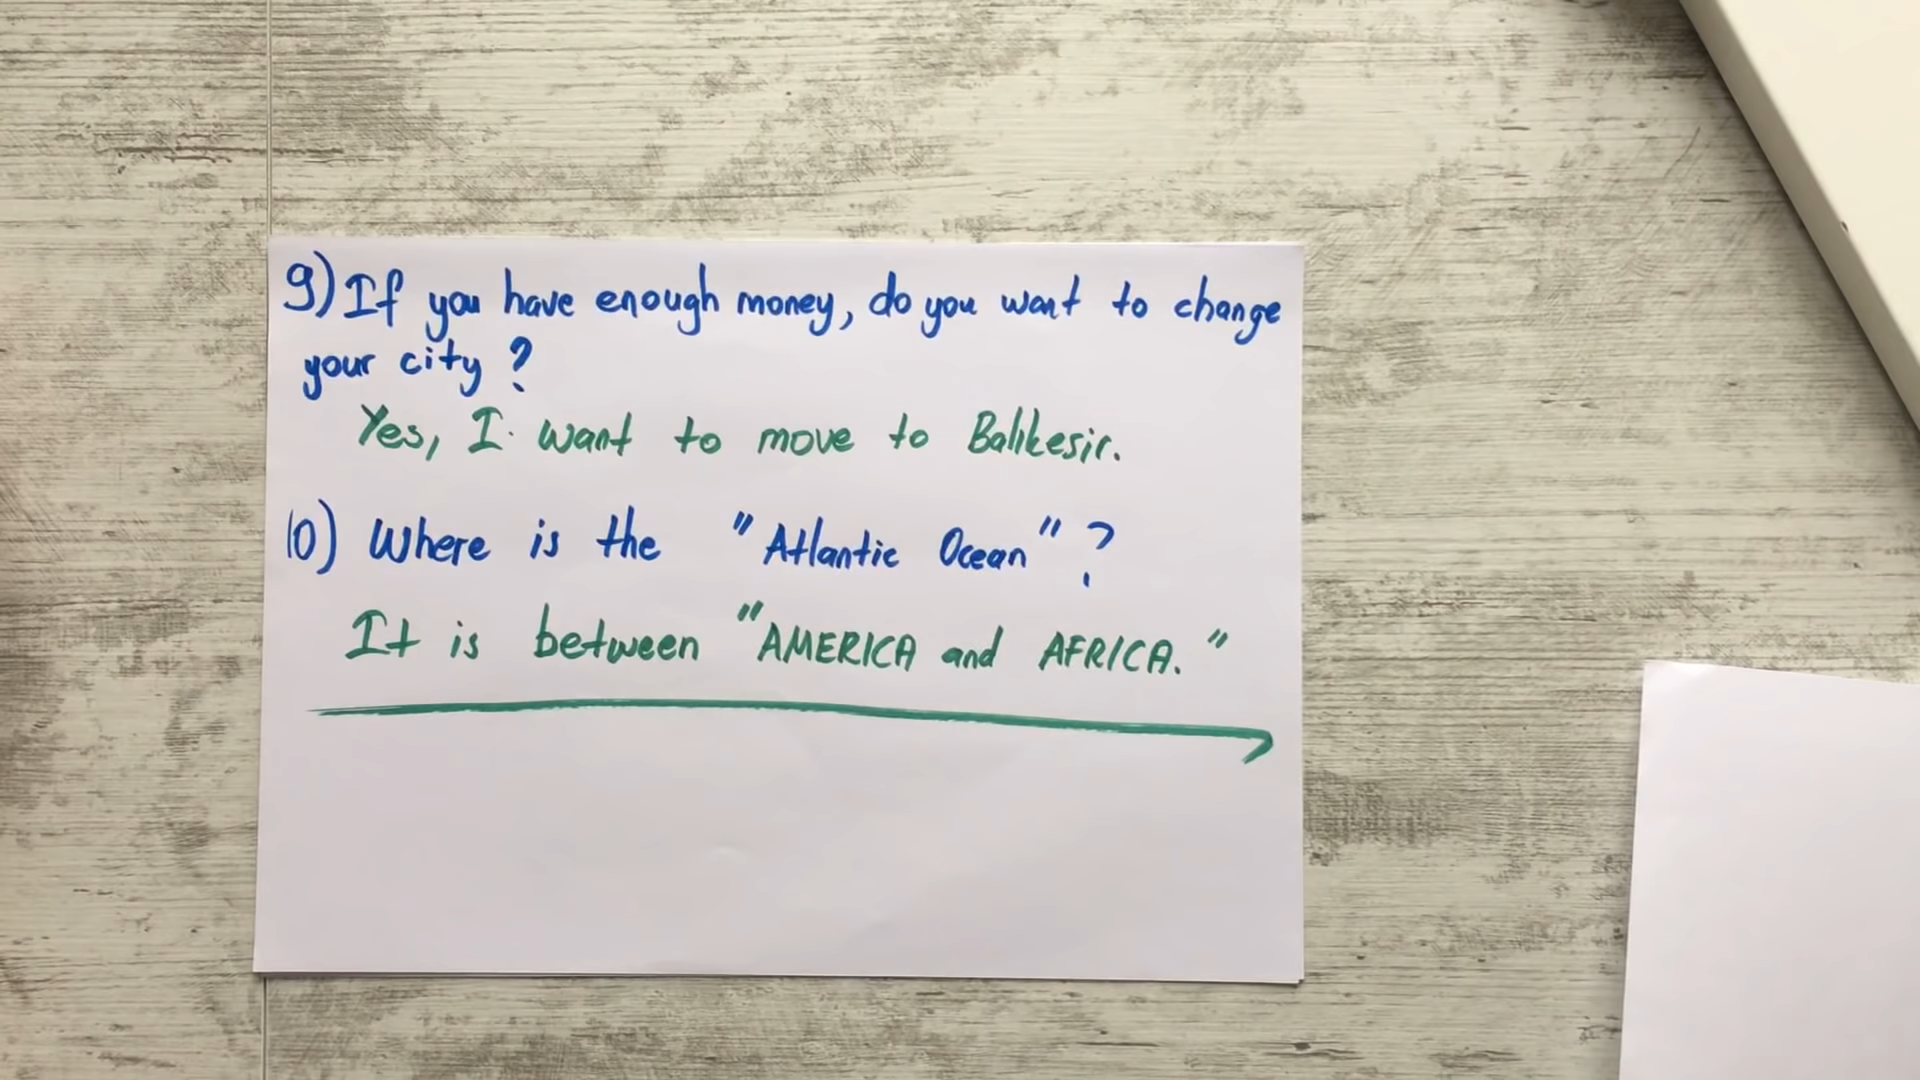 9) If you have enough money, do you want to change
your city ?
Yes, I want to move to Balıkesir.
10) Where is the "Atlantic Ocean" ?
It is between "AMERICA and AFRICA."